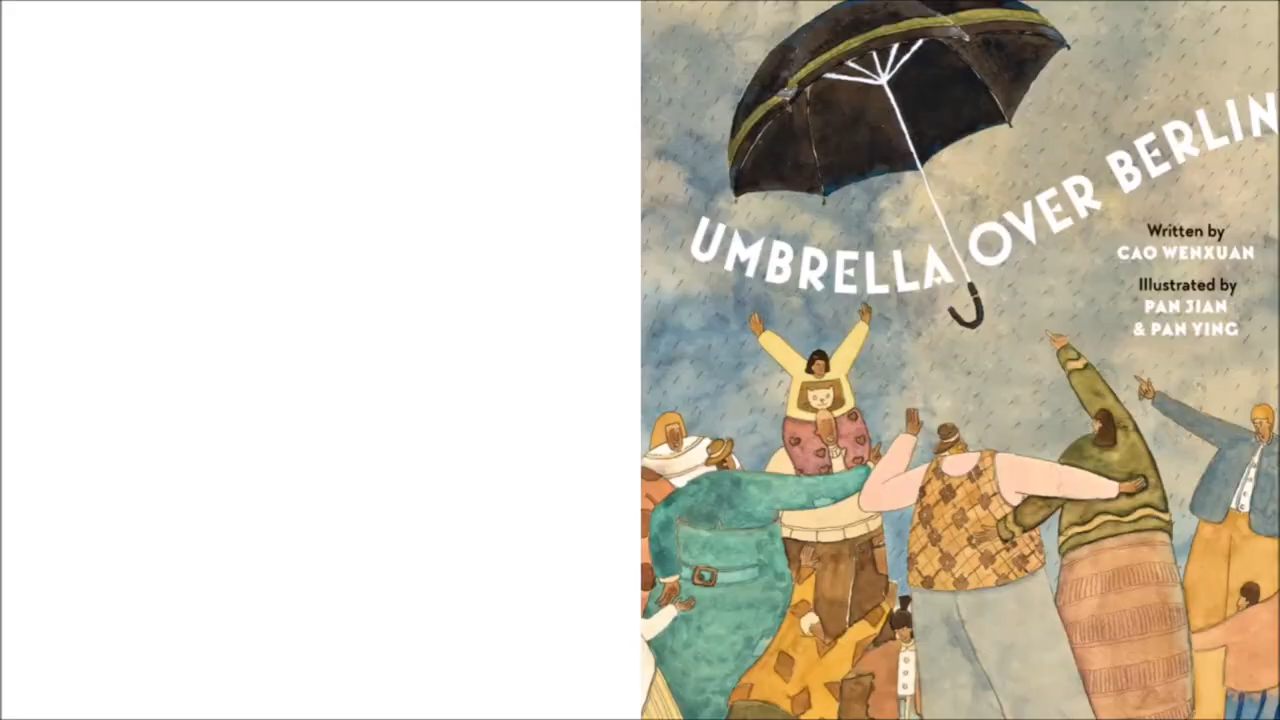 UMBRELLA OVER BERLIN
Written by
CAO WENXUAN
Illustrated by
PAN JIAN
& PAN YING